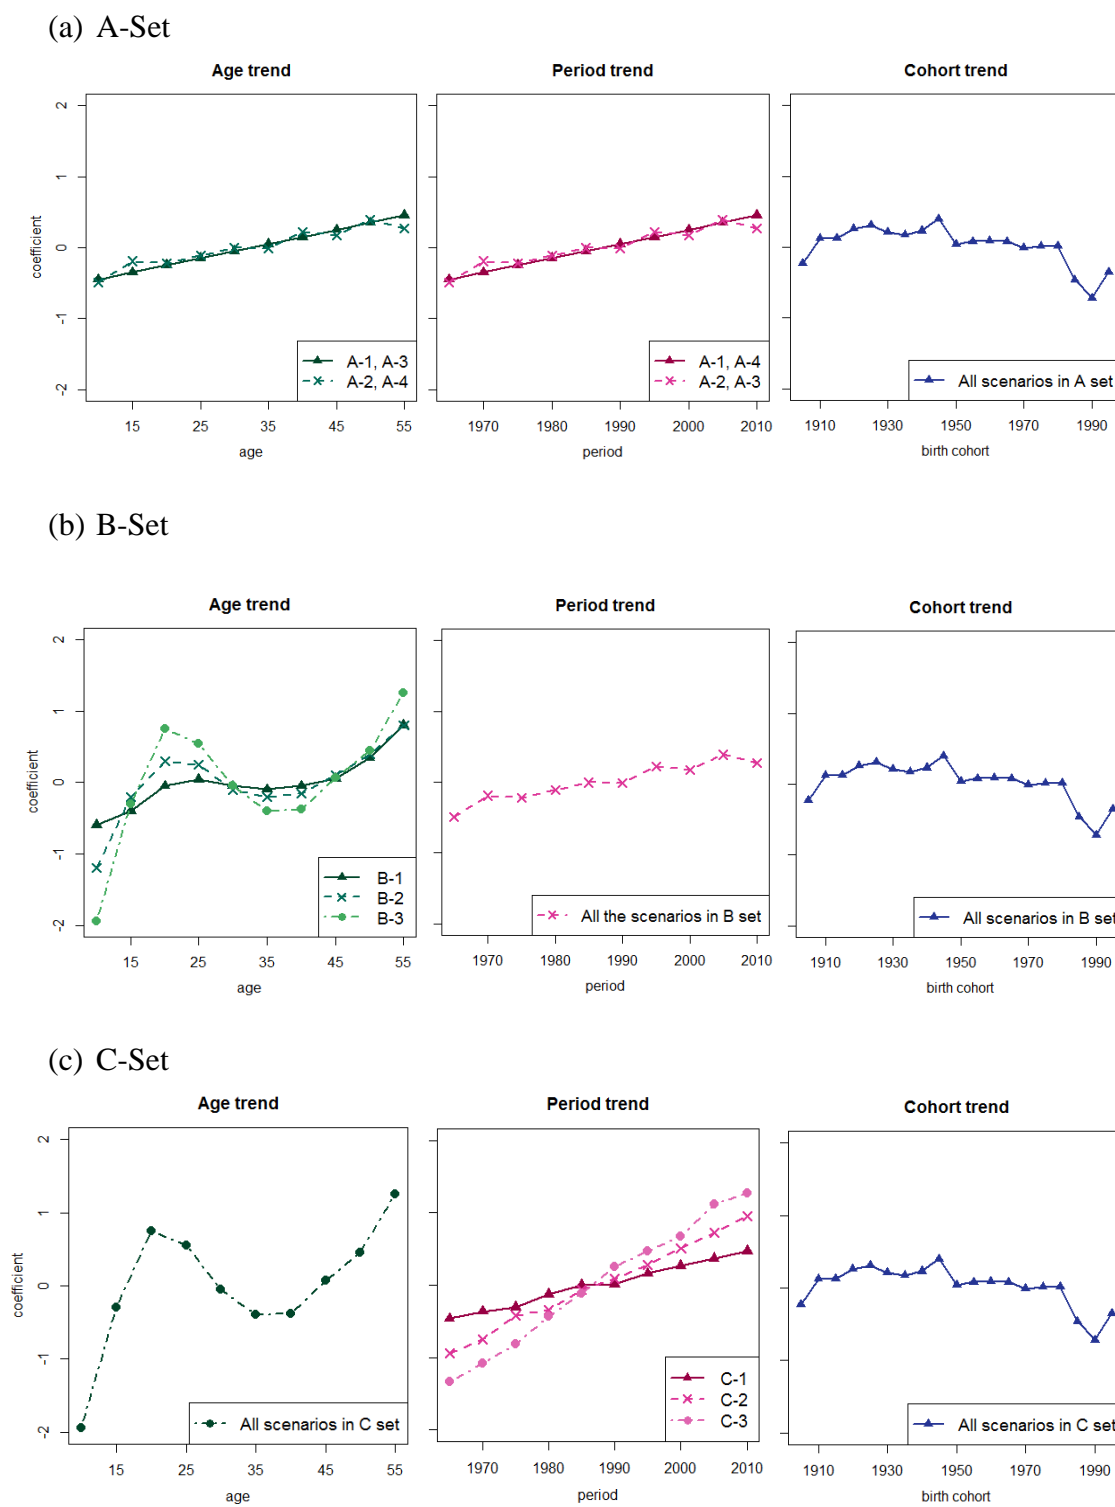 (a) A-Set
Age trend
Period trend
Cohort trend
coefficient
2
1
0
-1
-2
A-1, A-3
A-2, A-4
A-1, A-4
A-2, A-3
All scenarios in A set
15 25 35 45 55
1970 1980 1990 2000 2010
1910 1930 1950 1970 1990
age
period
birth cohort
(b) B-Set
Age trend
Period trend
Cohort trend
coefficient
2
1
0
-1
-2
B-1
B-2
B-3
All the scenarios in B set
All scenarios in B set
15 25 35 45 55
1970 1980 1990 2000 2010
1910 1930 1950 1970 1990
age
period
birth cohort
(c) C-Set
Age trend
Period trend
Cohort trend
coefficient
2
1
0
-1
-2
All scenarios in C set
C-1
C-2
C-3
All scenarios in C set
15 25 35 45 55
1970 1980 1990 2000 2010
1910 1930 1950 1970 1990
age
period
birth cohort